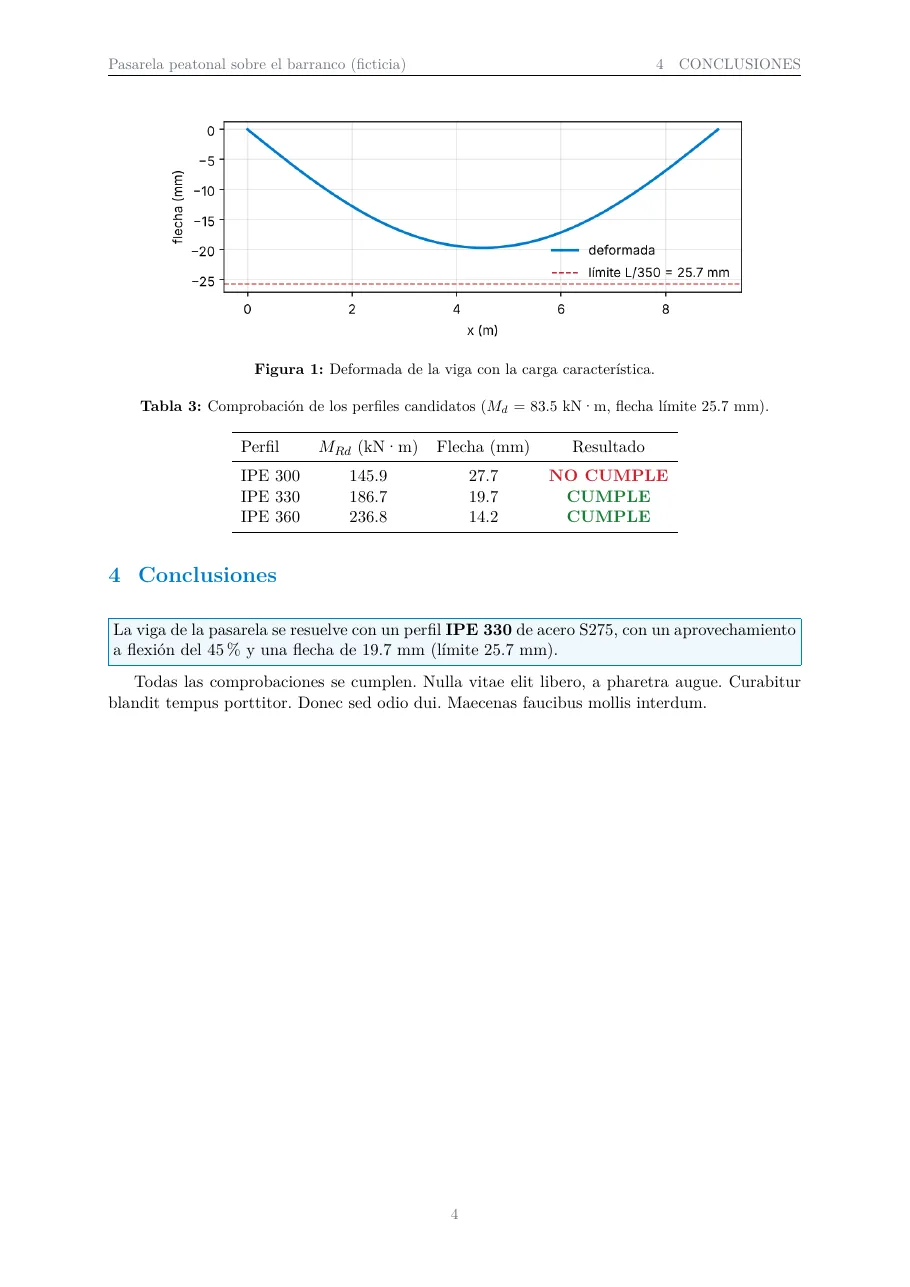 Pasarela peatonal sobre el barranco (ficticia) 4 CONCLUSIONES
0
−5
−10
−15
−20
−25
flecha (mm)
deformada
límite L/350 = 25.7 mm
0 2 4 6 8
x (m)
Figura 1: Deformada de la viga con la carga característica.
Tabla 3: Comprobación de los perfiles candidatos (M_d = 83.5 kN · m, flecha límite 25.7 mm).
Perfil M_Rd (kN · m) Flecha (mm) Resultado
IPE 300 145.9 27.7 NO CUMPLE
IPE 330 186.7 19.7 CUMPLE
IPE 360 236.8 14.2 CUMPLE
4 Conclusiones
La viga de la pasarela se resuelve con un perfil IPE 330 de acero S275, con un aprovechamiento
a flexión del 45 % y una flecha de 19.7 mm (límite 25.7 mm).
Todas las comprobaciones se cumplen. Nulla vitae elit libero, a pharetra augue. Curabitur
blandit tempus porttitor. Donec sed odio dui. Maecenas faucibus mollis interdum.
4